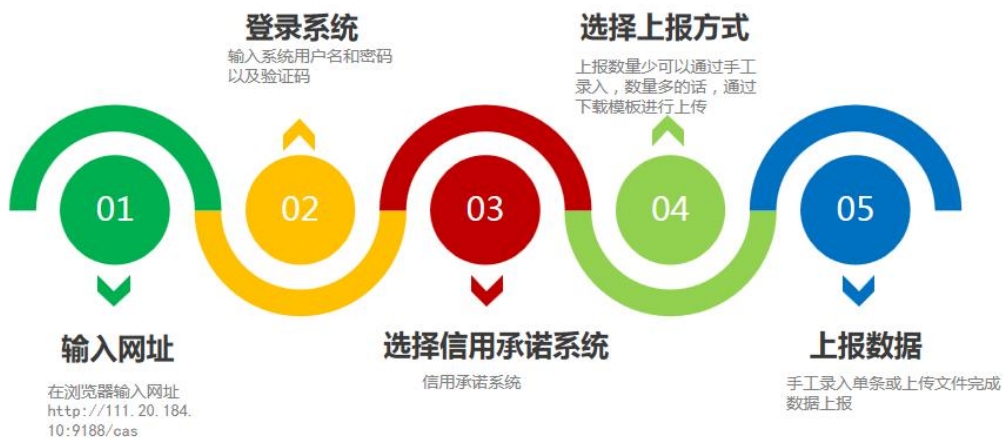 登录系统
输入系统用户名和密码
以及验证码
选择上报方式
上报数量少可以通过手工
录入，数量多的话，通过
下载模板进行上传
01
02
03
04
05
输入网址
在浏览器输入网址
http://111.20.184.
10:9188/cas
选择信用承诺系统
信用承诺系统
上报数据
手工录入单条或上传文件完成
数据上报